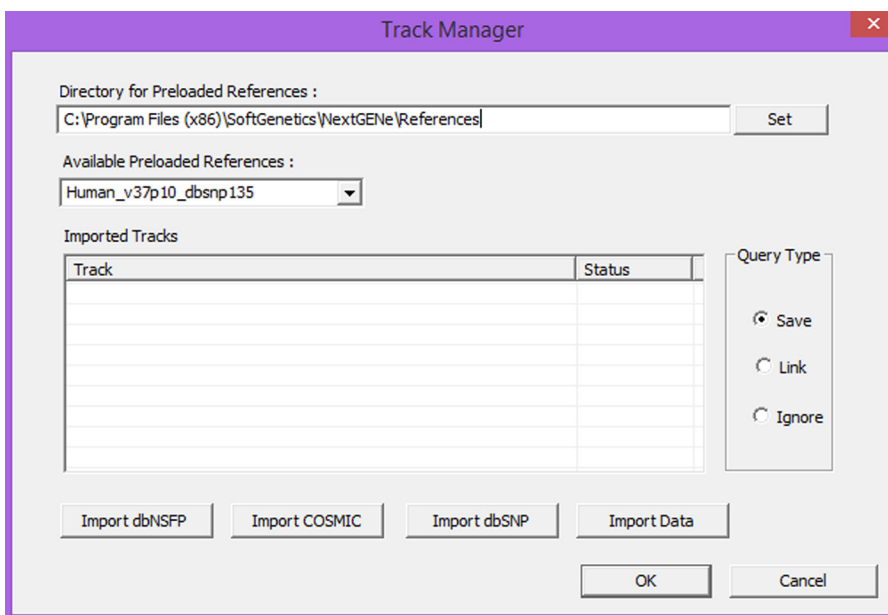 Track Manager
Directory for Preloaded References :
C:\Program Files (x86)\SoftGenetics\NextGENe\References
Set
Available Preloaded References :
Human_v37p10_dbsnp135
Imported Tracks
Track Status
Query Type
Save
Link
Ignore
Import dbNSFP Import COSMIC Import dbSNP Import Data
OK Cancel